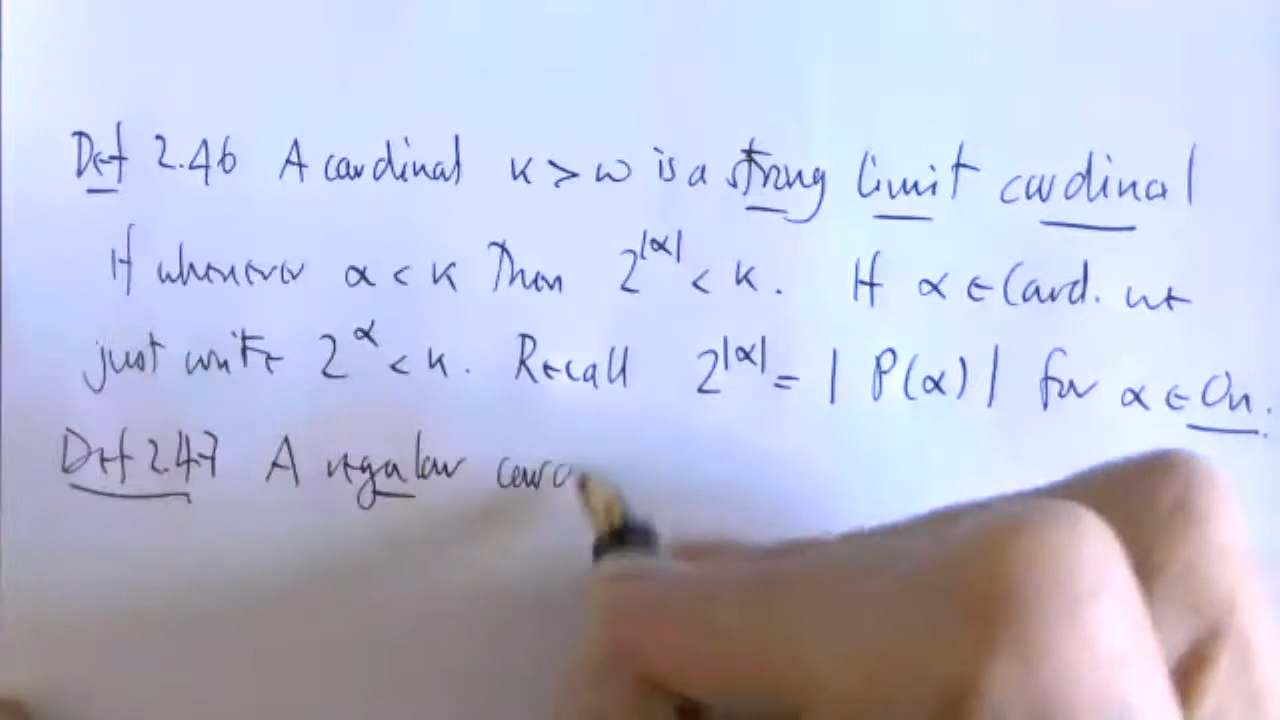 Def 2.46 A cardinal κ > ω is a strong limit cardinal
if whenever α < κ then 2^|α| < κ. If α ∈ Card. we
just write 2^α < κ. Recall 2^|α| = | P(α) | for α ∈ On.
Def 2.47 A regular card